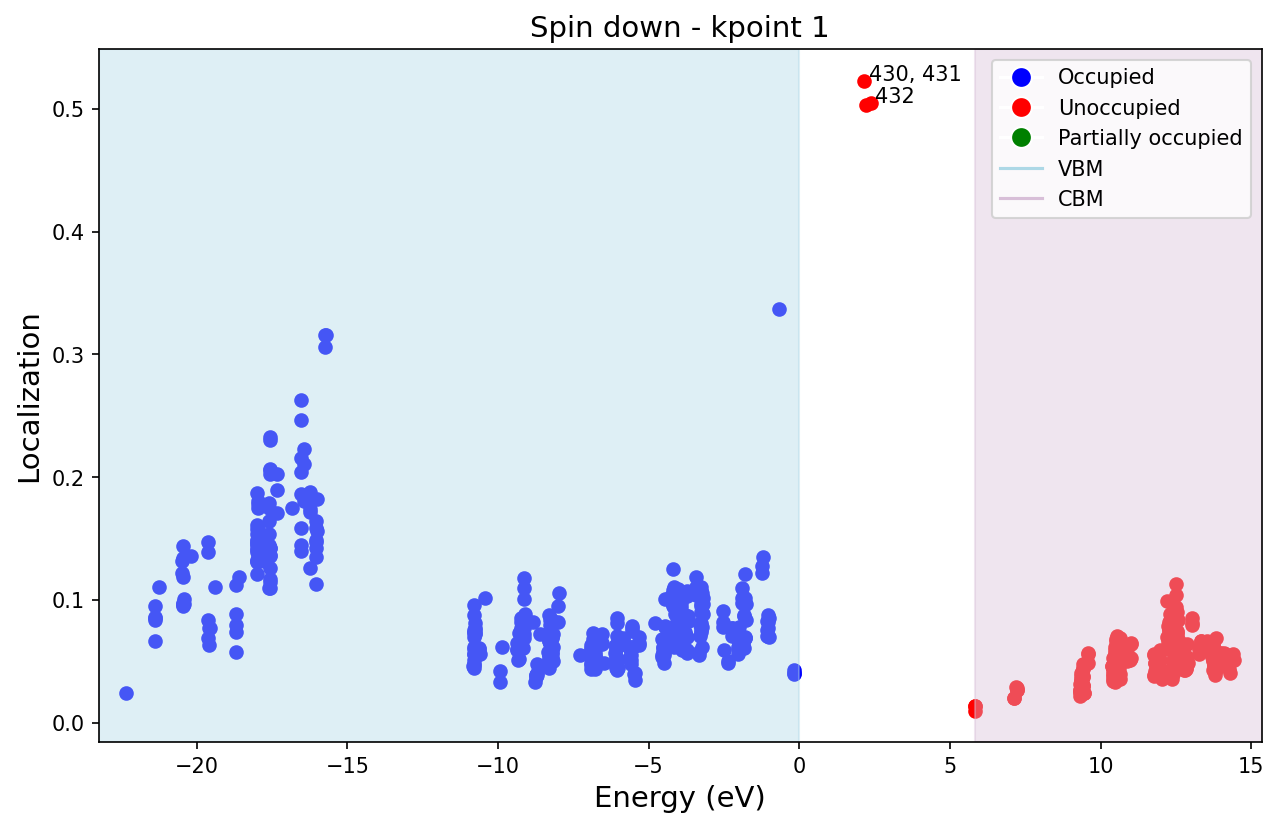 Spin down - kpoint 1
430, 431
432
Occupied
Unoccupied
Partially occupied
VBM
CBM
Localization
0.5
0.4
0.3
0.2
0.1
0.0
−20
−15
−10
−5
0
5
10
15
Energy (eV)